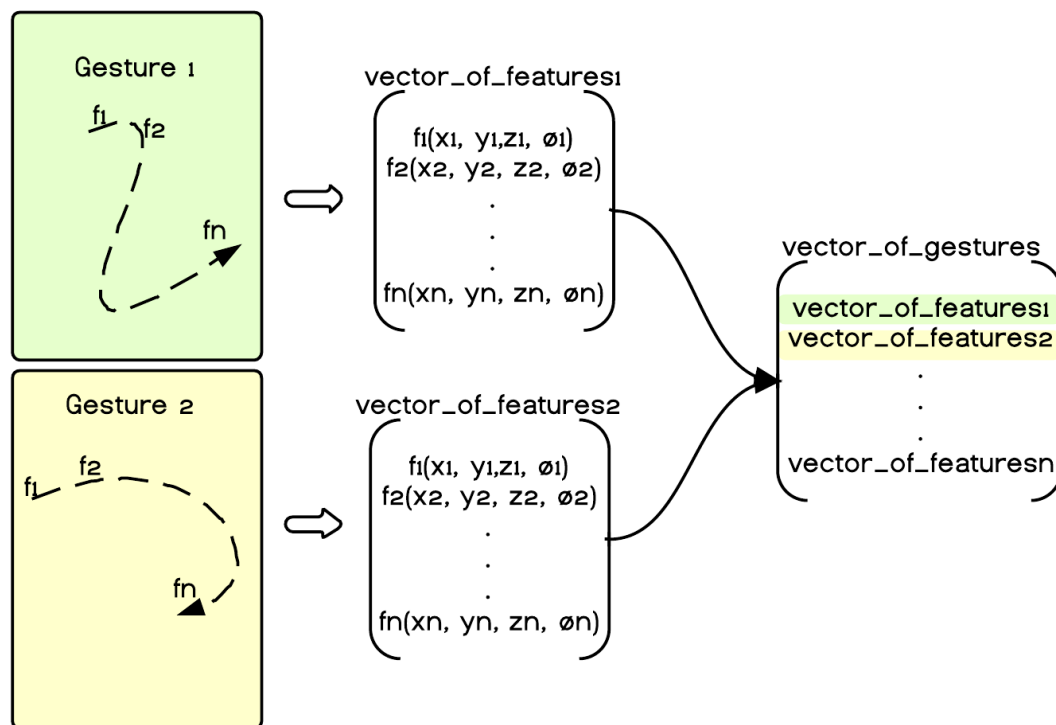 Gesture 1
f1
f2
fn
vector_of_features1
f1(x1, y1,z1, ø1)
f2(x2, y2, z2, ø2)
.
.
.
fn(xn, yn, zn, øn)
Gesture 2
f2
f1
fn
vector_of_features2
f1(x1, y1,z1, ø1)
f2(x2, y2, z2, ø2)
.
.
.
fn(xn, yn, zn, øn)
vector_of_gestures
vector_of_features1
vector_of_features2
.
.
.
vector_of_featuresn